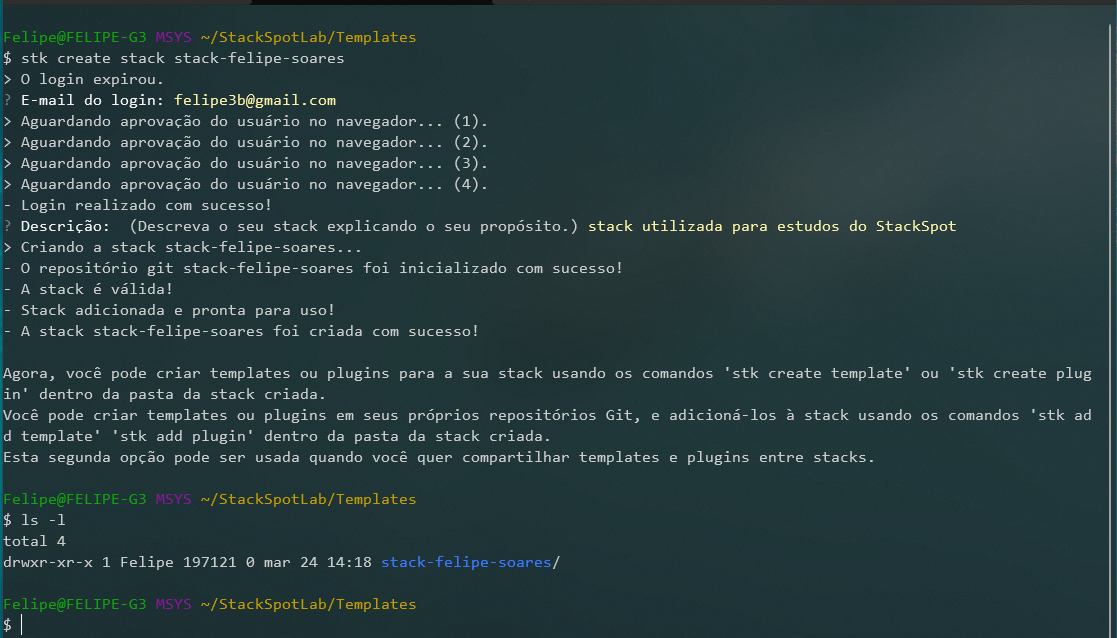 Felipe@FELIPE-G3 MSYS ~/StackSpotLab/Templates
$ stk create stack stack-felipe-soares
> O login expirou.
? E-mail do login: felipe3b@gmail.com
> Aguardando aprovação do usuário no navegador... (1).
> Aguardando aprovação do usuário no navegador... (2).
> Aguardando aprovação do usuário no navegador... (3).
> Aguardando aprovação do usuário no navegador... (4).
- Login realizado com sucesso!
? Descrição:  (Descreva o seu stack explicando o seu propósito.) stack utilizada para estudos do StackSpot
> Criando a stack stack-felipe-soares...
- O repositório git stack-felipe-soares foi inicializado com sucesso!
- A stack é válida!
- Stack adicionada e pronta para uso!
- A stack stack-felipe-soares foi criada com sucesso!
Agora, você pode criar templates ou plugins para a sua stack usando os comandos 'stk create template' ou 'stk create plug
in' dentro da pasta da stack criada.
Você pode criar templates ou plugins em seus próprios repositórios Git, e adicioná-los à stack usando os comandos 'stk ad
d template' 'stk add plugin' dentro da pasta da stack criada.
Esta segunda opção pode ser usada quando você quer compartilhar templates e plugins entre stacks.
Felipe@FELIPE-G3 MSYS ~/StackSpotLab/Templates
$ ls -l
total 4
drwxr-xr-x 1 Felipe 197121 0 mar 24 14:18 stack-felipe-soares/
Felipe@FELIPE-G3 MSYS ~/StackSpotLab/Templates
$